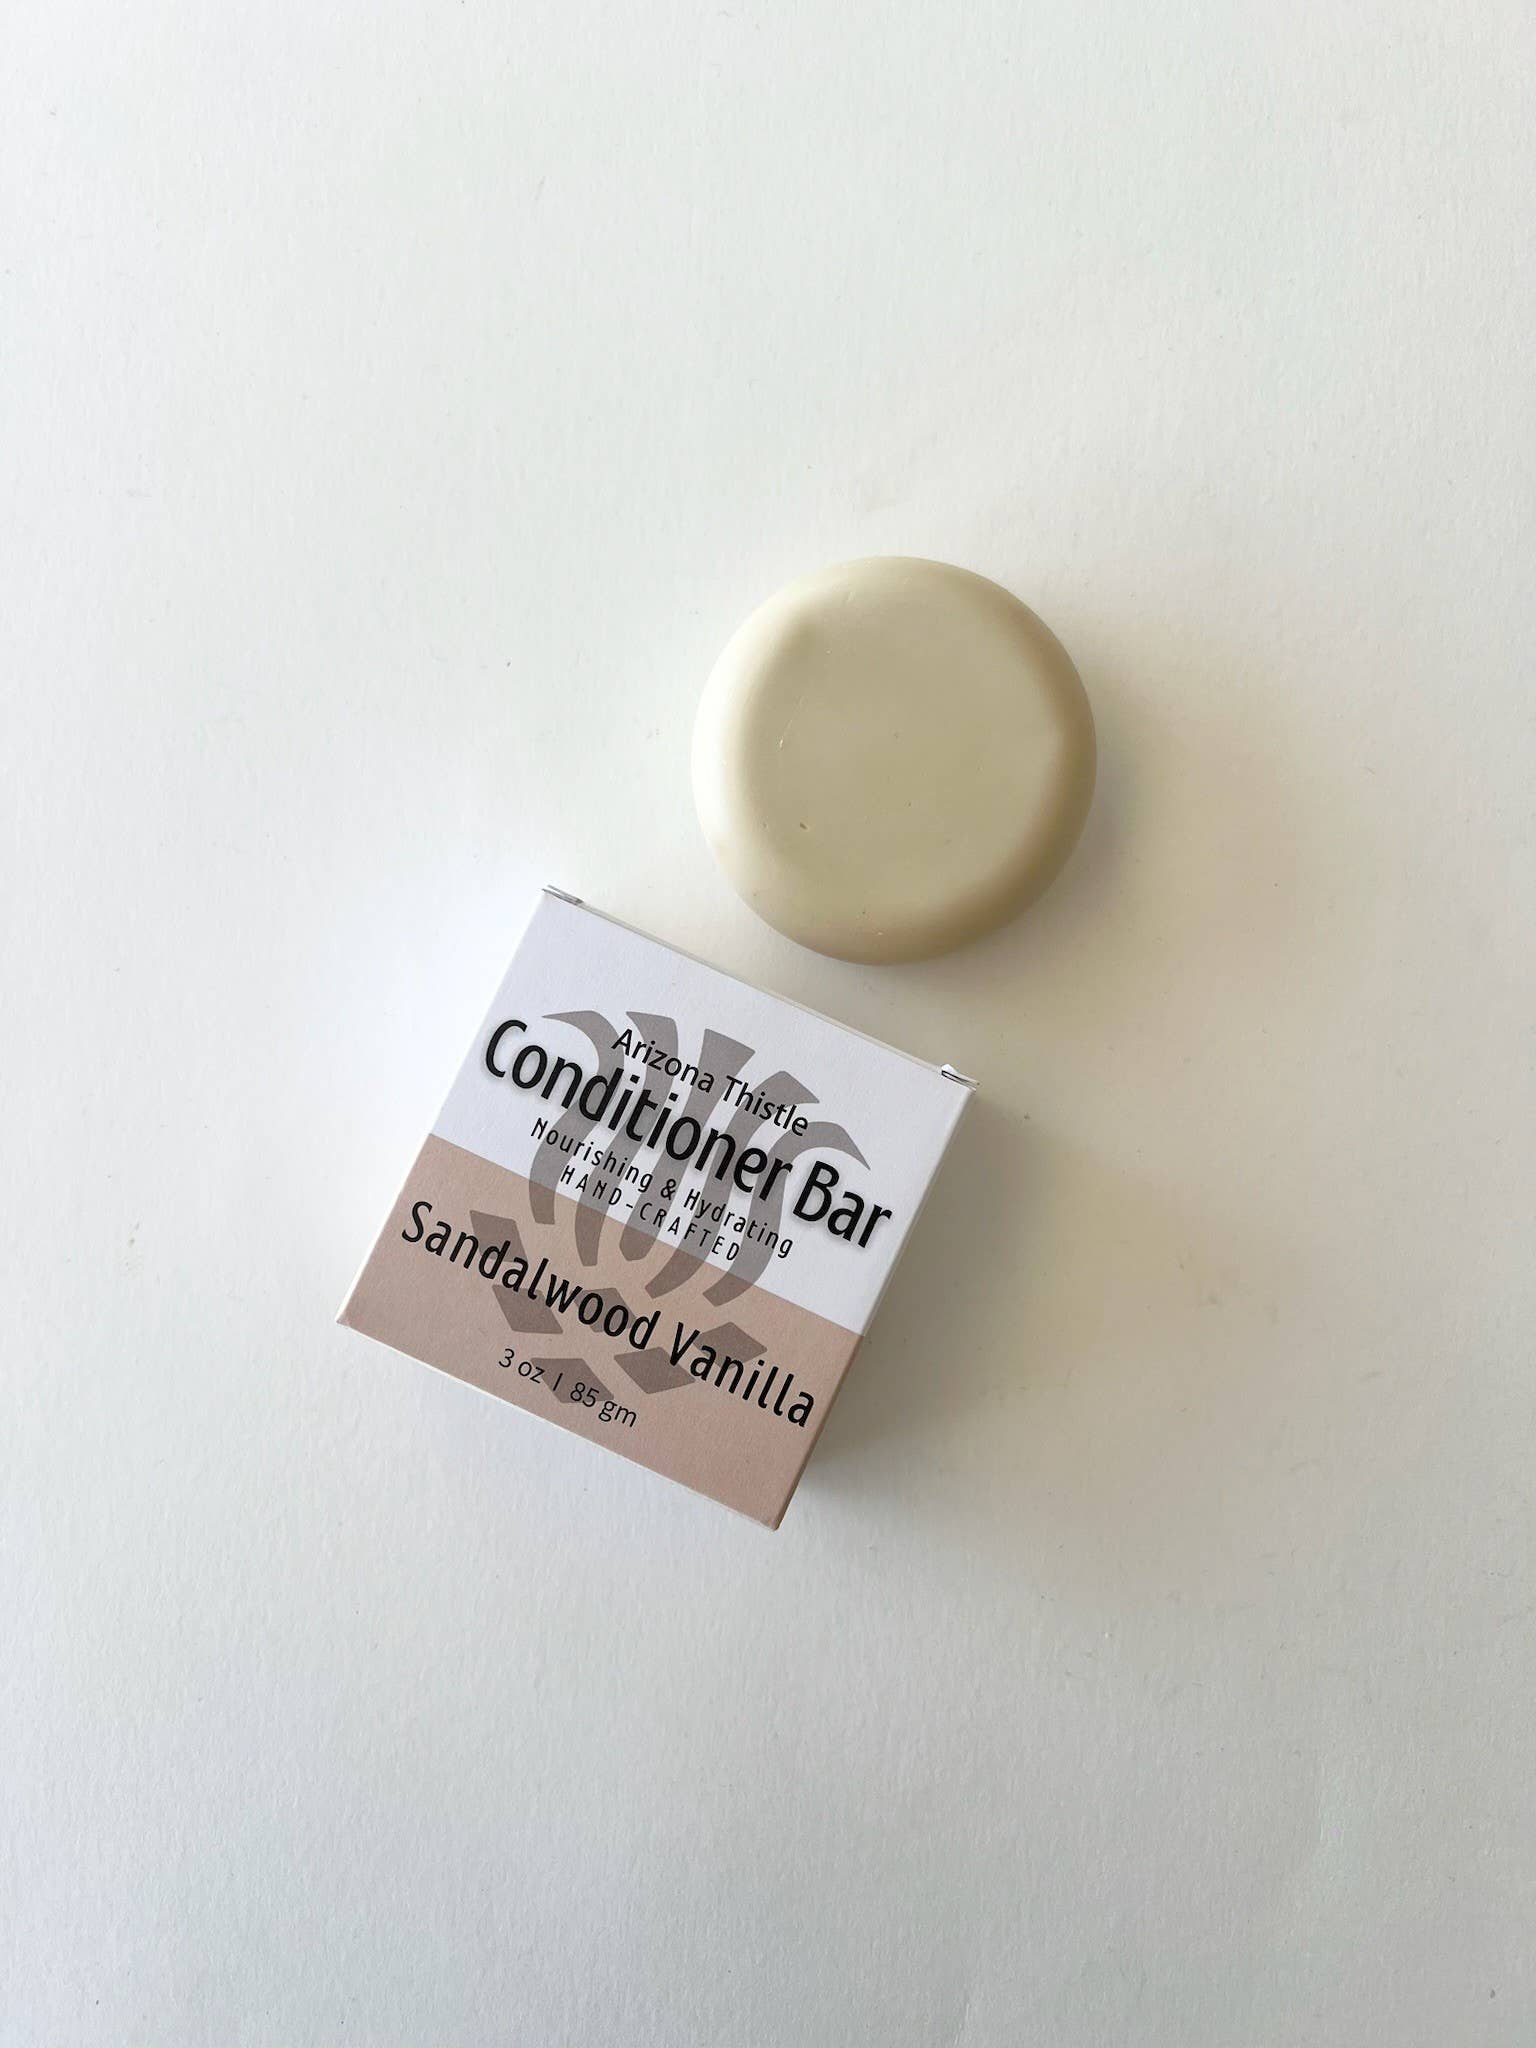 Arizona Thistle
Conditioner Bar
Nourishing & Hydrating
HAND-CRAFTED
Sandalwood Vanilla
3 oz | 85 gm